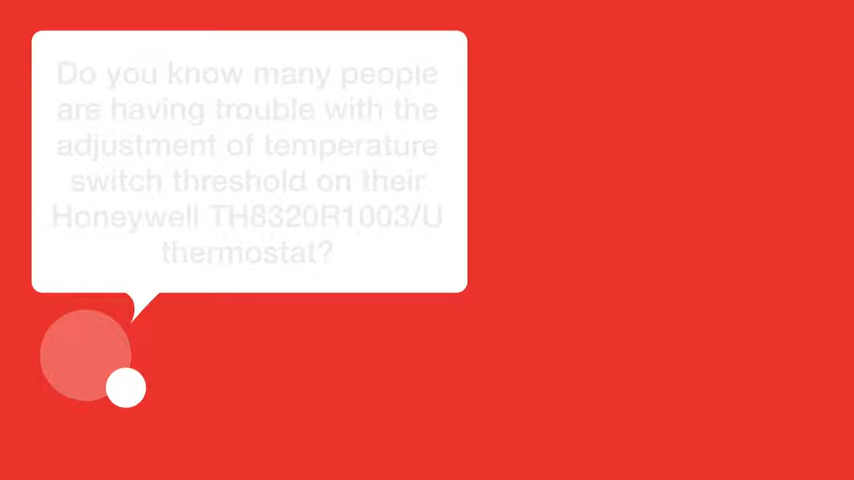 Do you know many people
are having trouble with the
adjustment of temperature
switch threshold on their
Honeywell TH8320R1003/U
thermostat?